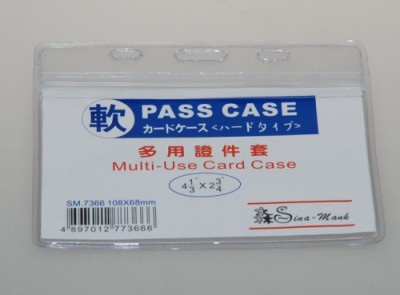 軟 PASS CASE
カードケース<ハードタイプ>
多用證件套
Multi-Use Card Case
4 1/3" X 2 3/4"
SM.7366 108X68mm
4 897012 773666
Sina-Mank